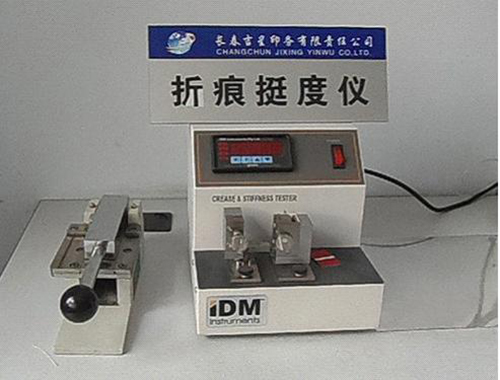 长春吉星印务有限责任公司
CHANGCHUN JIXING YINWU CO.,LTD.
折痕挺度仪
CREASE & STIFFNESS TESTER
IDM™
Instruments